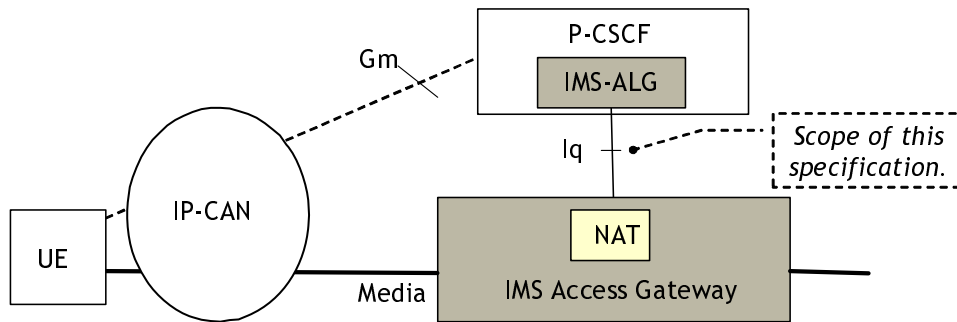 P-CSCF
Gm
IMS-ALG
Iq
Scope of this
specification.
IP-CAN
UE
NAT
Media
IMS Access Gateway